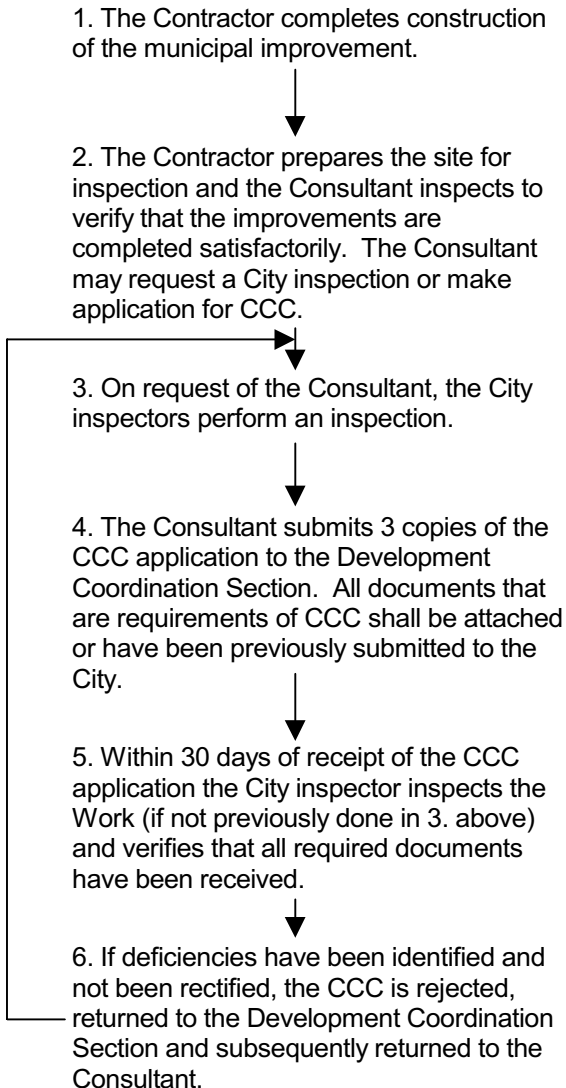 1. The Contractor completes construction
of the municipal improvement.
2. The Contractor prepares the site for
inspection and the Consultant inspects to
verify that the improvements are
completed satisfactorily. The Consultant
may request a City inspection or make
application for CCC.
3. On request of the Consultant, the City
inspectors perform an inspection.
4. The Consultant submits 3 copies of the
CCC application to the Development
Coordination Section. All documents that
are requirements of CCC shall be attached
or have been previously submitted to the
City.
5. Within 30 days of receipt of the CCC
application the City inspector inspects the
Work (if not previously done in 3. above)
and verifies that all required documents
have been received.
6. If deficiencies have been identified and
not been rectified, the CCC is rejected,
returned to the Development Coordination
Section and subsequently returned to the
Consultant.